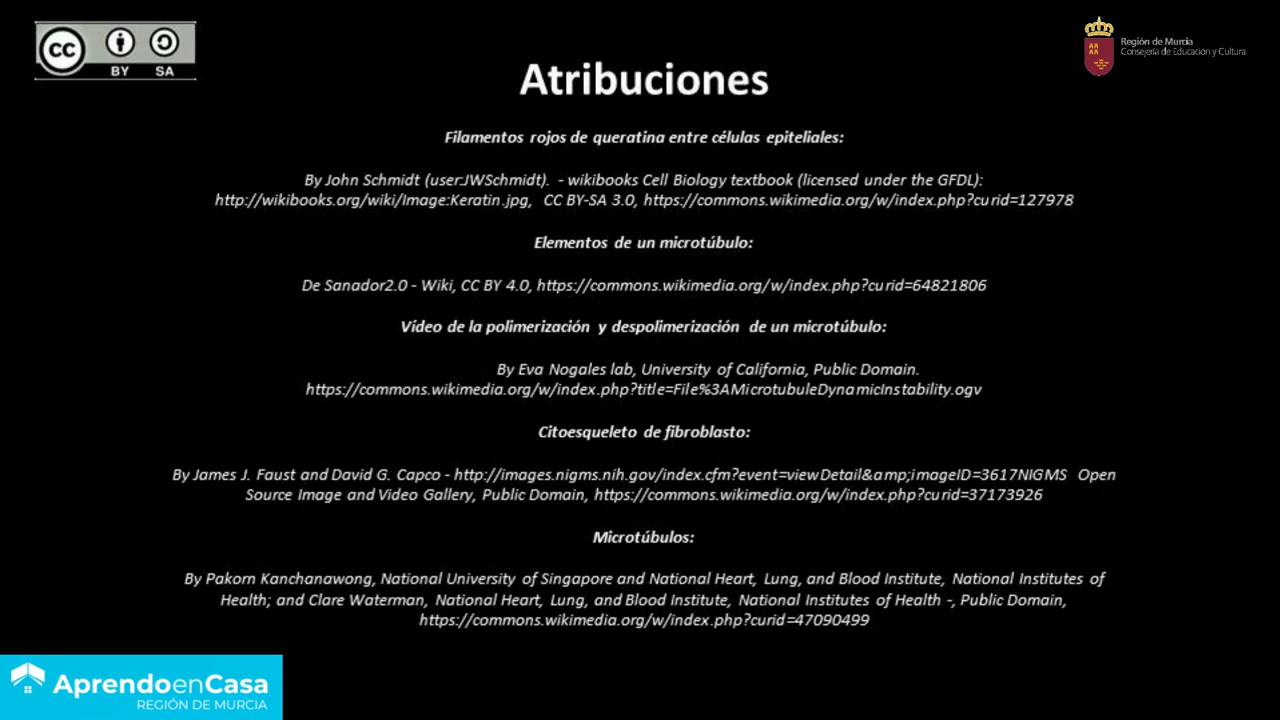 CC
BY SA
Región de Murcia
Consejería de Educación y Cultura
Atribuciones
Filamentos rojos de queratina entre células epiteliales:
By John Schmidt (user:JWSchmidt). - wikibooks Cell Biology textbook (licensed under the GFDL):
http://wikibooks.org/wiki/Image:Keratin.jpg, CC BY-SA 3.0, https://commons.wikimedia.org/w/index.php?curid=127978
Elementos de un microtúbulo:
De Sanador2.0 - Wiki, CC BY 4.0, https://commons.wikimedia.org/w/index.php?curid=64821806
Vídeo de la polimerización y despolimerización de un microtúbulo:
By Eva Nogales lab, University of California, Public Domain.
https://commons.wikimedia.org/w/index.php?title=File%3AMicrotubuleDynamicInstability.ogv
Citoesqueleto de fibroblasto:
By James J. Faust and David G. Capco - http://images.nigms.nih.gov/index.cfm?event=viewDetail&amp;imageID=3617NIGMS Open
Source Image and Video Gallery, Public Domain, https://commons.wikimedia.org/w/index.php?curid=37173926
Microtúbulos:
By Pakorn Kanchanawong, National University of Singapore and National Heart, Lung, and Blood Institute, National Institutes of
Health; and Clare Waterman, National Heart, Lung, and Blood Institute, National Institutes of Health -, Public Domain,
https://commons.wikimedia.org/w/index.php?curid=47090499
AprendoenCasa
REGIÓN DE MURCIA